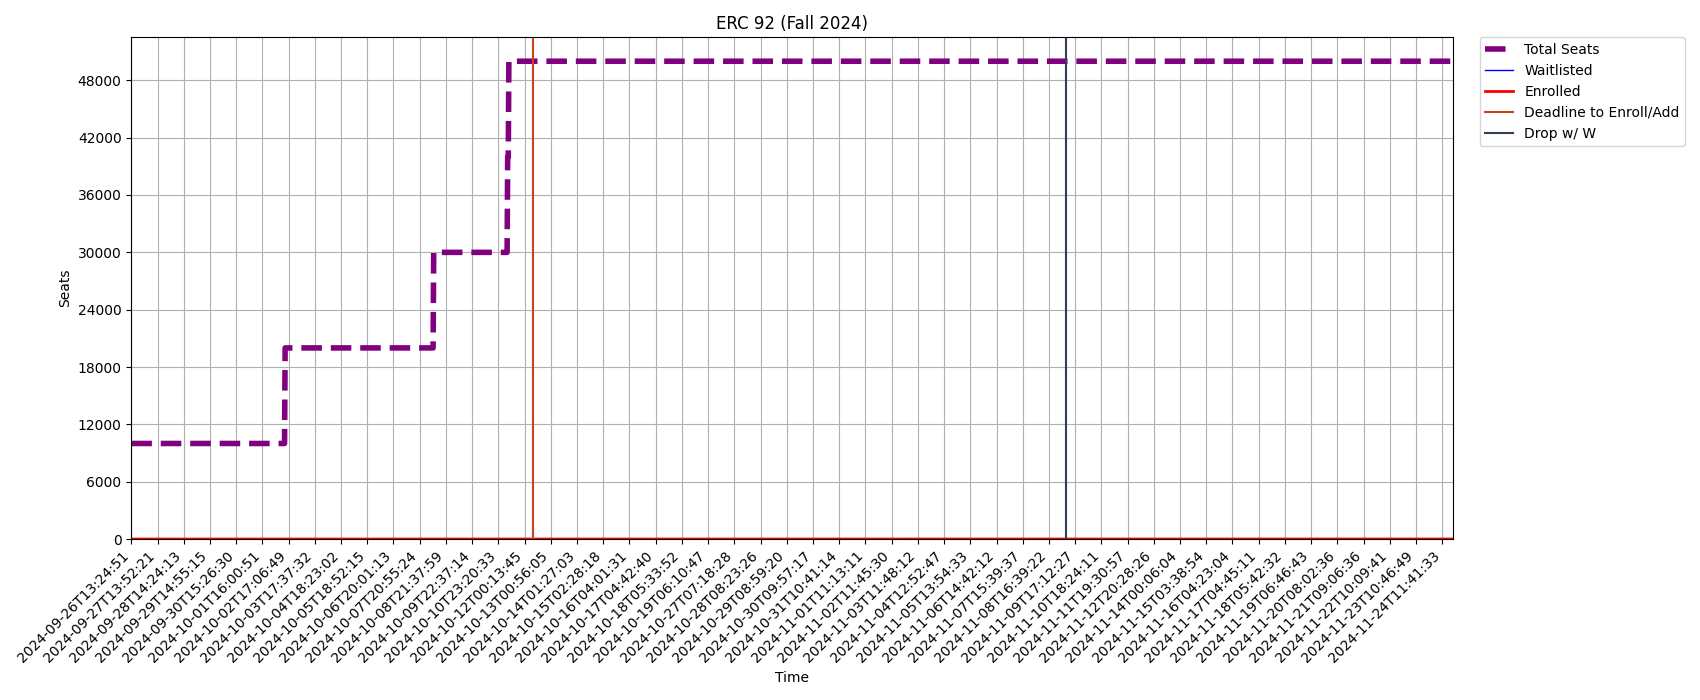 ERC 92 (Fall 2024)
Total Seats
Waitlisted
Enrolled
Deadline to Enroll/Add
Drop w/ W
Seats
48000
42000
36000
30000
24000
18000
12000
6000
0
2024-09-26T13:24:51
2024-09-27T13:52:21
2024-09-28T14:24:13
2024-09-29T14:55:15
2024-09-30T15:26:30
2024-10-01T16:00:51
2024-10-02T17:06:49
2024-10-03T17:37:32
2024-10-04T18:23:02
2024-10-05T18:52:15
2024-10-06T20:01:13
2024-10-07T20:55:24
2024-10-08T21:37:59
2024-10-09T22:37:14
2024-10-10T23:20:33
2024-10-12T00:13:45
2024-10-13T00:56:05
2024-10-14T01:27:03
2024-10-15T02:28:18
2024-10-16T04:01:31
2024-10-17T04:42:40
2024-10-18T05:33:52
2024-10-19T06:10:47
2024-10-27T07:18:28
2024-10-28T08:23:26
2024-10-29T08:59:20
2024-10-30T09:57:17
2024-10-31T10:41:14
2024-11-01T11:13:11
2024-11-02T11:45:30
2024-11-03T11:48:12
2024-11-04T12:52:47
2024-11-05T13:54:33
2024-11-06T14:42:12
2024-11-07T15:39:37
2024-11-08T16:39:22
2024-11-09T17:12:27
2024-11-10T18:24:11
2024-11-11T19:30:57
2024-11-12T20:28:26
2024-11-14T00:06:04
2024-11-15T03:38:54
2024-11-16T04:23:04
2024-11-17T04:45:11
2024-11-18T05:42:32
2024-11-19T06:46:43
2024-11-20T08:02:36
2024-11-21T09:06:36
2024-11-22T10:09:41
2024-11-23T10:46:49
2024-11-24T11:41:33
Time